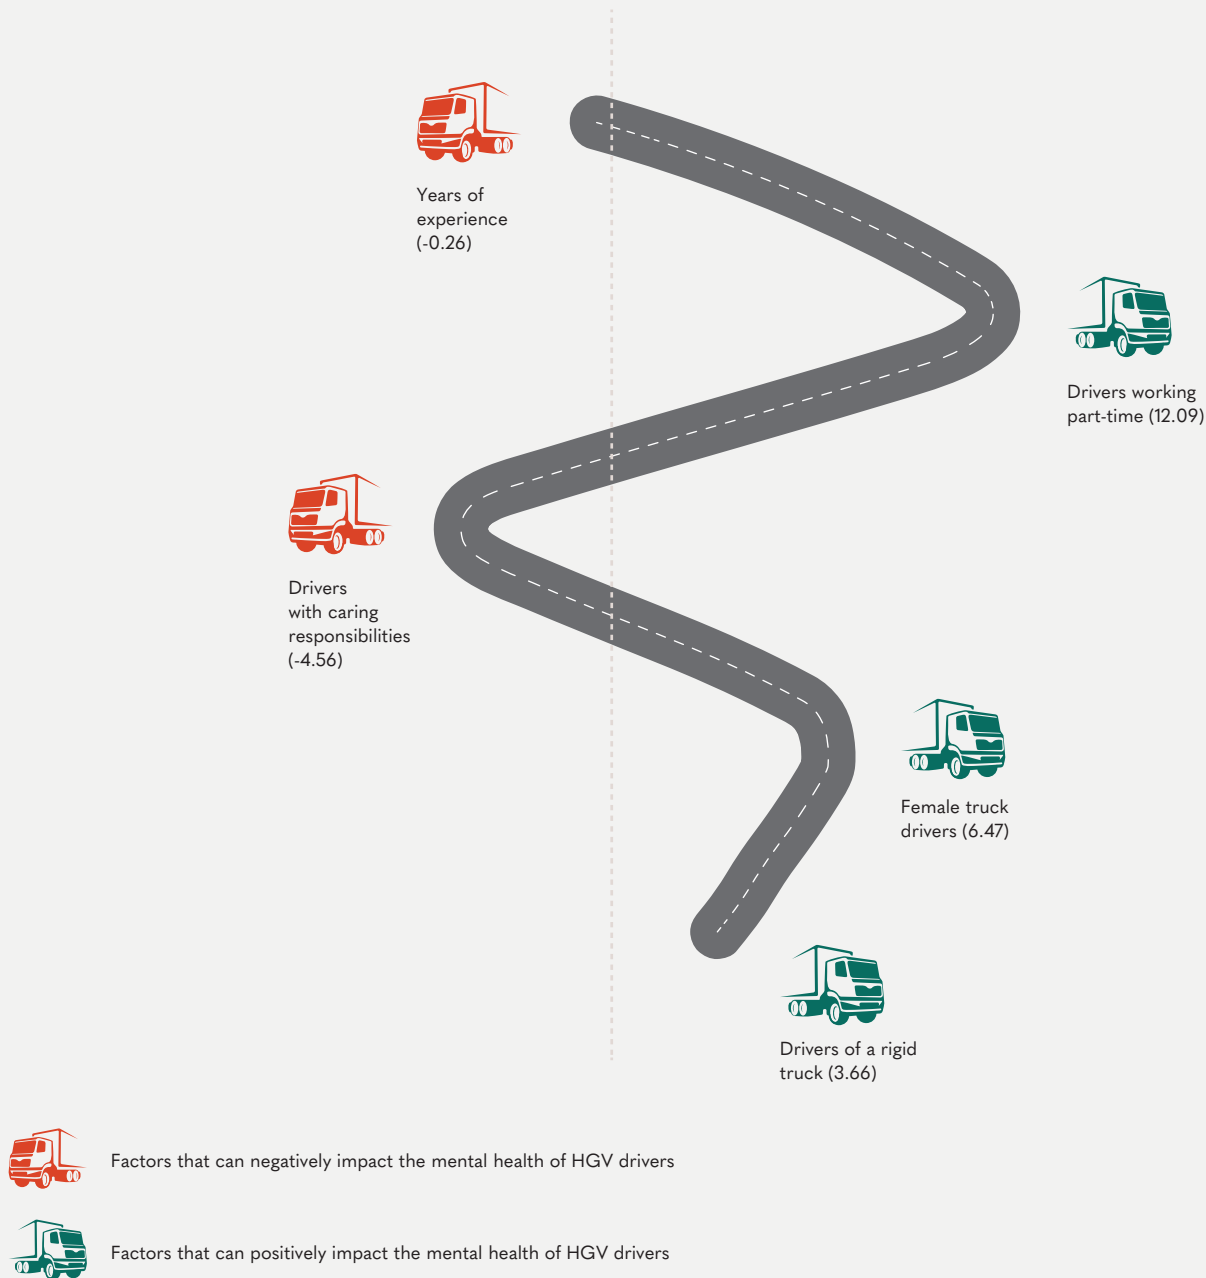 Years of
experience
(-0.26)
Drivers working
part-time (12.09)
Drivers
with caring
responsibilities
(-4.56)
Female truck
drivers (6.47)
Drivers of a rigid
truck (3.66)
Factors that can negatively impact the mental health of HGV drivers
Factors that can positively impact the mental health of HGV drivers